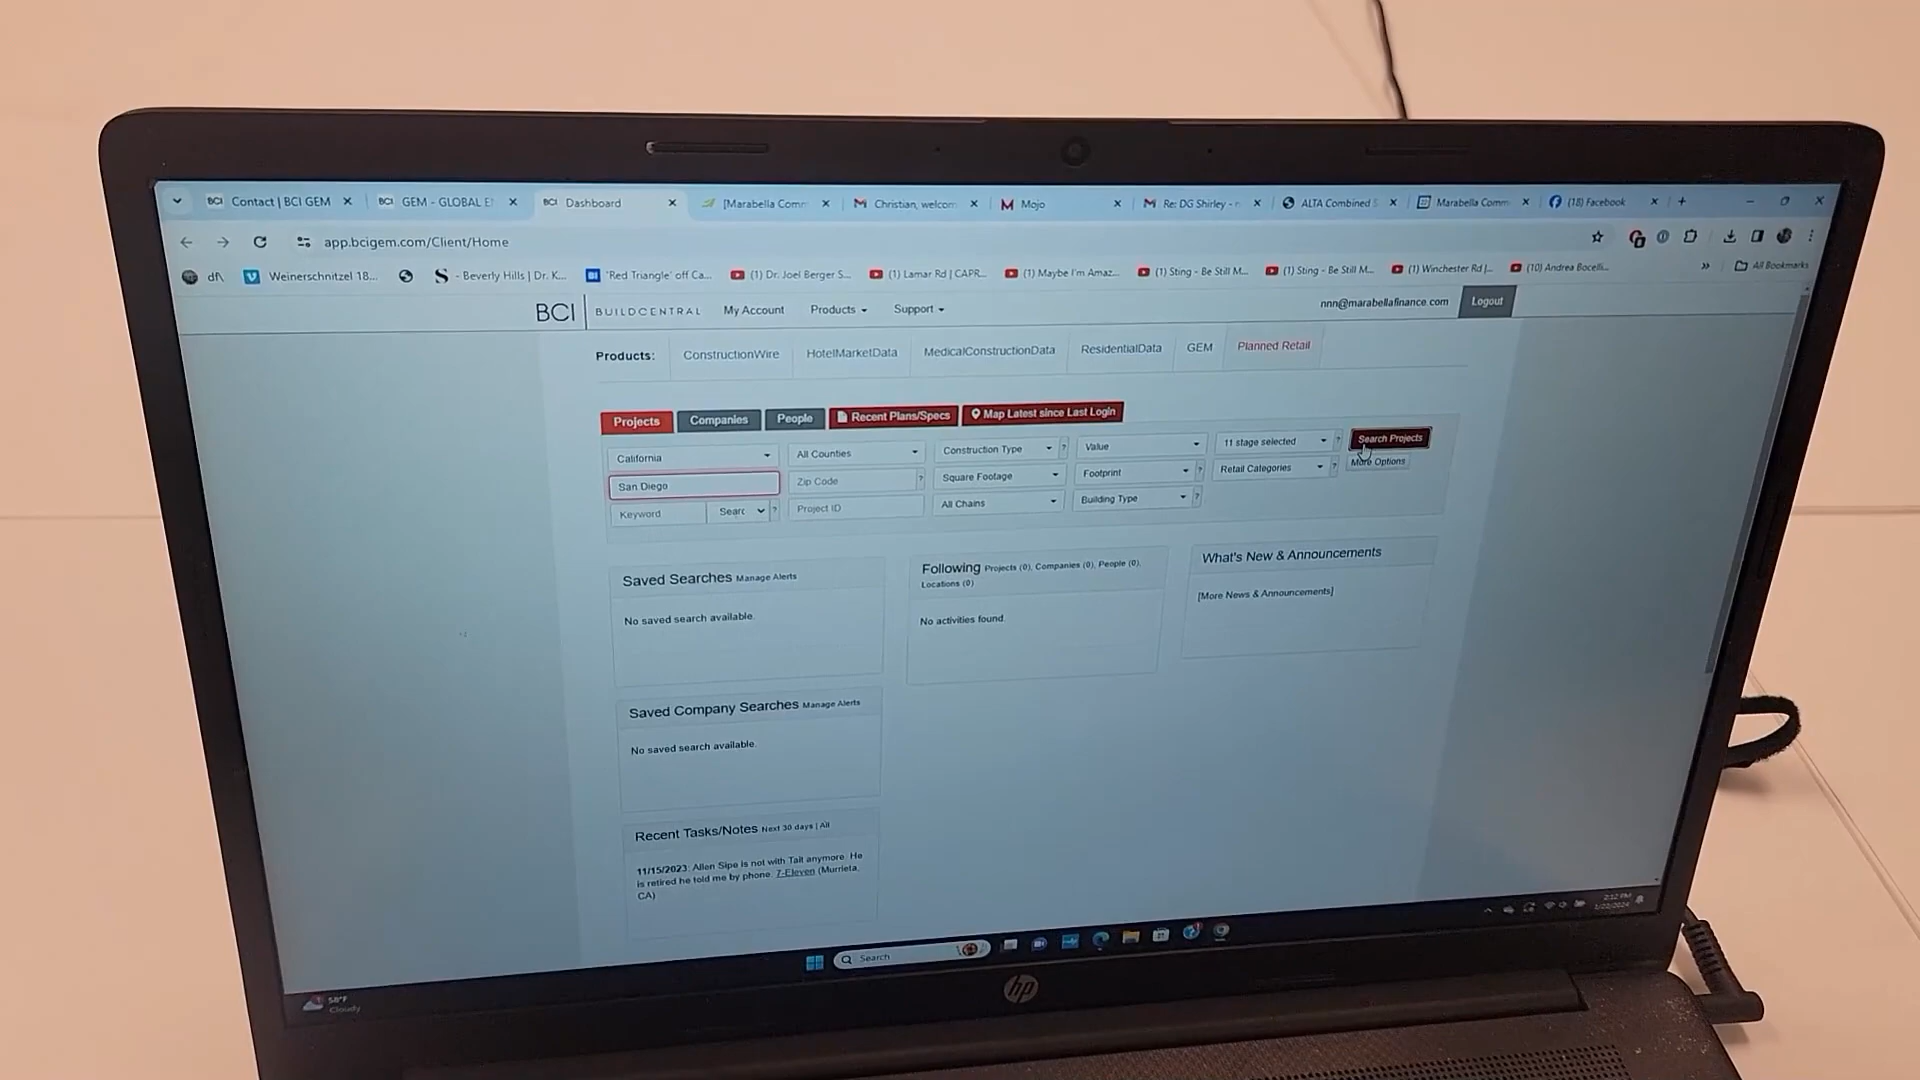 Contact | BCI GEM
GEM - GLOBAL E
Dashboard
[Marabella Comm
Christian, welcom
Mojo
Re: DG Shirley - n
ALTA Combined S
Marabella Comm
(18) Facebook
app.bcigem.com/Client/Home
df\
Weinerschnitzel 18...
- Beverly Hills | Dr. K...
'Red Triangle' off Ca...
(1) Dr. Joel Berger S...
(1) Lamar Rd | CAPR...
(1) Maybe I'm Amaz...
(1) Sting - Be Still M...
(1) Sting - Be Still M...
(1) Winchester Rd |...
(10) Andrea Bocelli...
All Bookmarks
BCI BUILDCENTRAL
My Account
Products
Support
nnn@marabellafinance.com
Logout
Products:
ConstructionWire
HotelMarketData
MedicalConstructionData
ResidentialData
GEM
Planned Retail
Projects
Companies
People
Recent Plans/Specs
Map Latest since Last Login
California
All Counties
Construction Type
?
Value
11 stage selected
?
Search Projects
San Diego
Zip Code
?
Square Footage
Footprint
?
Retail Categories
?
More Options
Keyword
Searc
?
Project ID
All Chains
Building Type
?
Saved Searches Manage Alerts
No saved search available.
Following Projects (0), Companies (0), People (0),
Locations (0)
No activities found.
What's New & Announcements
[More News & Announcements]
Saved Company Searches Manage Alerts
No saved search available.
Recent Tasks/Notes Next 30 days | All
11/15/2023: Allen Sipe is not with Tait anymore. He
is retired he told me by phone. 7-Eleven (Murrieta,
CA)
58°F
Cloudy
Search
2:12 PM
hp